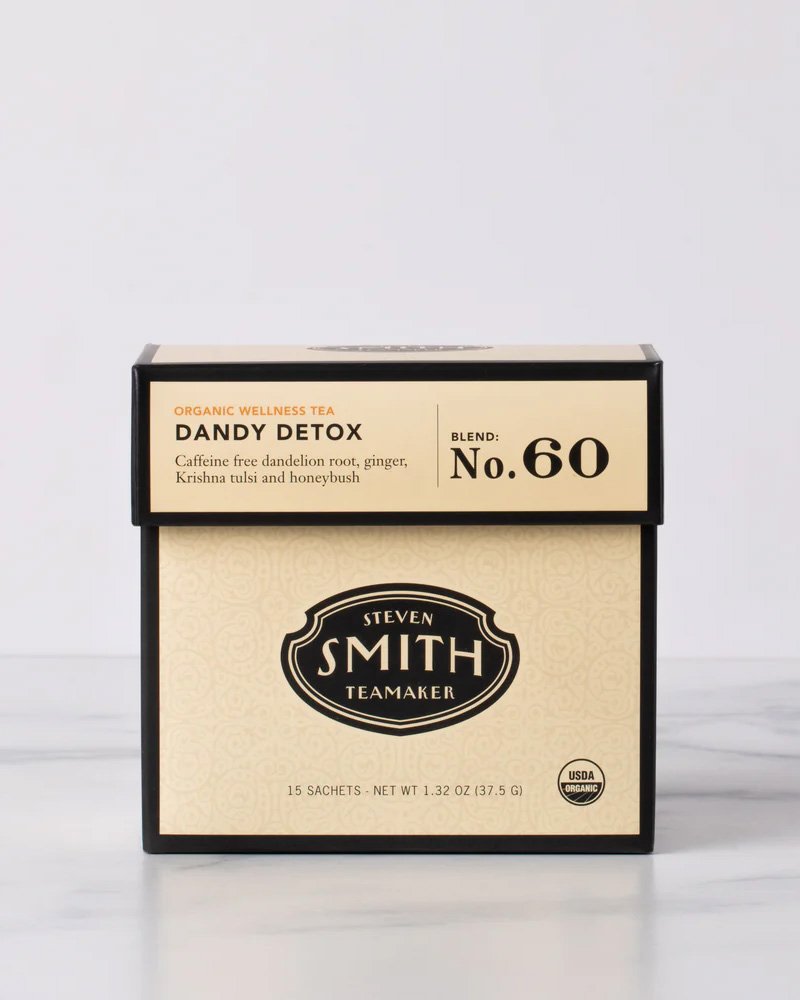 ORGANIC WELLNESS TEA
DANDY DETOX
Caffeine free dandelion root, ginger,
Krishna tulsi and honeybush
BLEND:
No.60
STEVEN
SMITH
TEAMAKER
15 SACHETS - NET WT 1.32 OZ (37.5 G)
USDA
ORGANIC